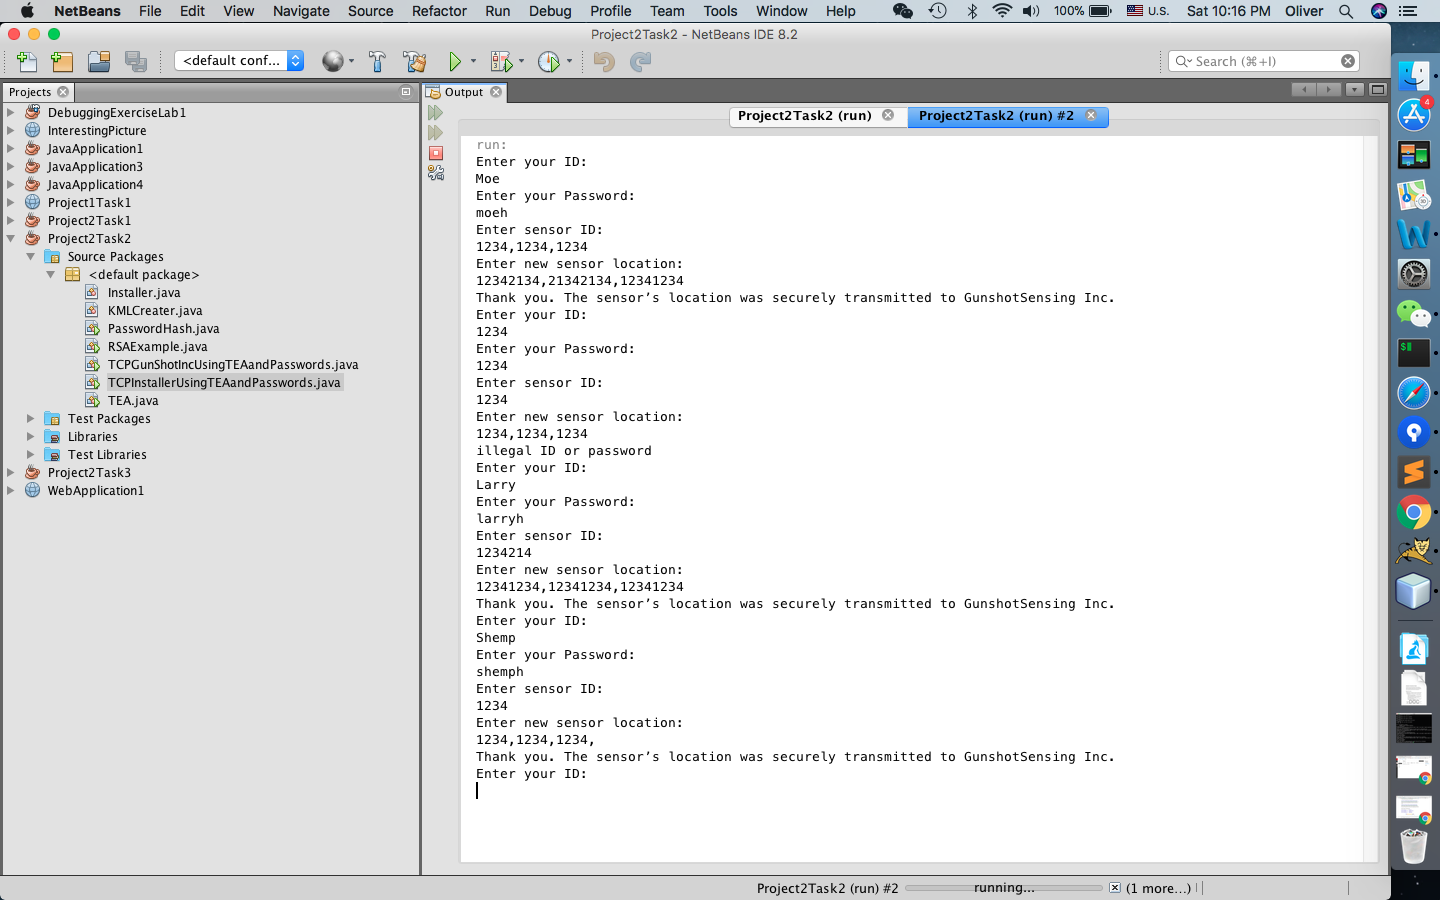 NetBeans File Edit View Navigate Source Refactor Run Debug Profile Team Tools Window Help 100% U.S. Sat 10:16 PM Oliver
Project2Task2 - NetBeans IDE 8.2
<default conf... Search (⌘+I)
Projects
DebuggingExerciseLab1
InterestingPicture
JavaApplication1
JavaApplication3
JavaApplication4
Project1Task1
Project2Task1
Project2Task2
Source Packages
<default package>
Installer.java
KMLCreater.java
PasswordHash.java
RSAExample.java
TCPGunShotIncUsingTEAandPasswords.java
TCPInstallerUsingTEAandPasswords.java
TEA.java
Test Packages
Libraries
Test Libraries
Project2Task3
WebApplication1
Output
Project2Task2 (run) Project2Task2 (run) #2
run:
Enter your ID:
Moe
Enter your Password:
moeh
Enter sensor ID:
1234,1234,1234
Enter new sensor location:
12342134,21342134,12341234
Thank you. The sensor’s location was securely transmitted to GunshotSensing Inc.
Enter your ID:
1234
Enter your Password:
1234
Enter sensor ID:
1234
Enter new sensor location:
1234,1234,1234
illegal ID or password
Enter your ID:
Larry
Enter your Password:
larryh
Enter sensor ID:
1234214
Enter new sensor location:
12341234,12341234,12341234
Thank you. The sensor’s location was securely transmitted to GunshotSensing Inc.
Enter your ID:
Shemp
Enter your Password:
shemph
Enter sensor ID:
1234
Enter new sensor location:
1234,1234,1234,
Thank you. The sensor’s location was securely transmitted to GunshotSensing Inc.
Enter your ID:
4
Project2Task2 (run) #2 running... (1 more...)